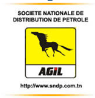 SOCIETE NATIONALE DE
DISTRIBUTION DE PETROLE
AGIL
http://www.sndp.com.tn